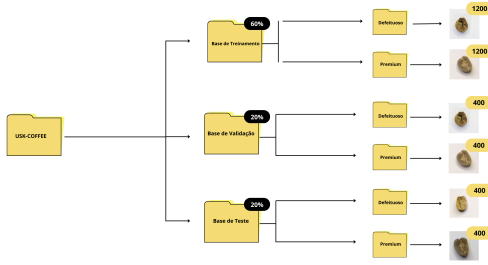 60%
1200
Defeituoso
Base de Treinamento
1200
Premium
400
20%
Defeituoso
USK-COFFEE
Base de Validação
400
Premium
400
20%
Defeituoso
Base de Teste
400
Premium